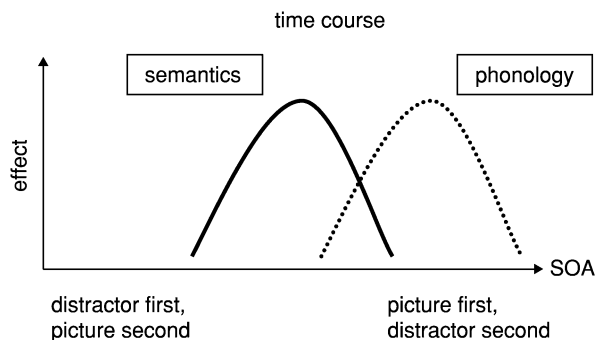 time course
semantics
phonology
effect
SOA
distractor first,
picture second
picture first,
distractor second